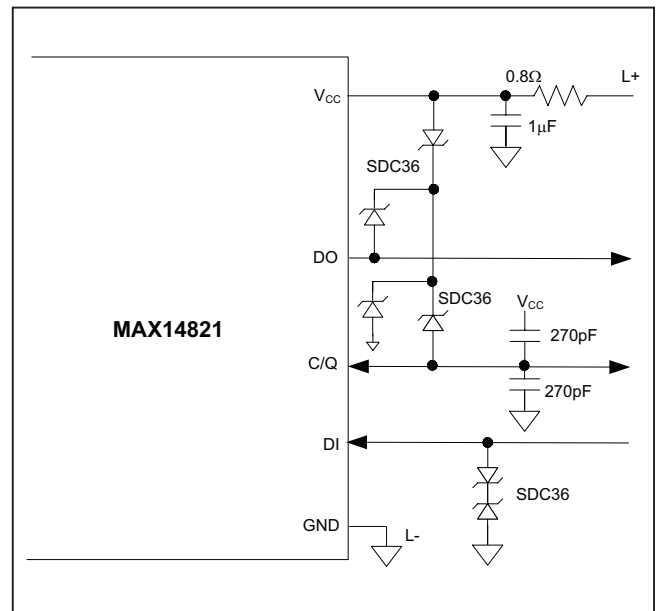 0.8Ω
L+
VCC
1µF
SDC36
DO
SDC36
VCC
MAX14821
270pF
C/Q
270pF
DI
SDC36
GND
L-